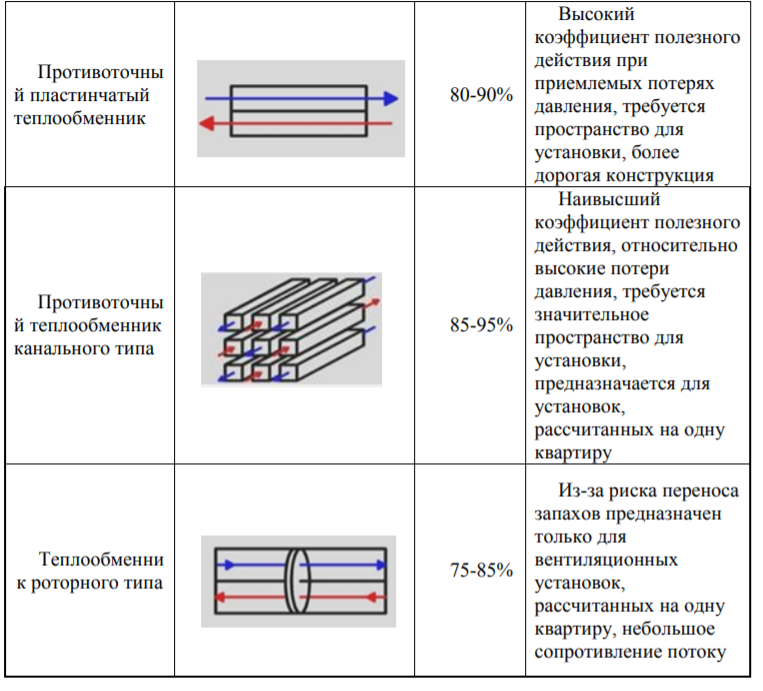 Противоточны
й пластинчатый
теплообменник
80-90%
Высокий
коэффициент полезного
действия при
приемлемых потерях
давления, требуется
пространство для
установки, более
дорогая конструкция
Противоточны
й теплообменник
канального типа
85-95%
Наивысший
коэффициент полезного
действия, относительно
высокие потери
давления, требуется
значительное
пространство для
установки,
предназначается для
установок,
рассчитанных на одну
квартиру
Теплообменни
к роторного типа
75-85%
Из-за риска переноса
запахов предназначен
только для
вентиляционных
установок,
рассчитанных на одну
квартиру, небольшое
сопротивление потоку